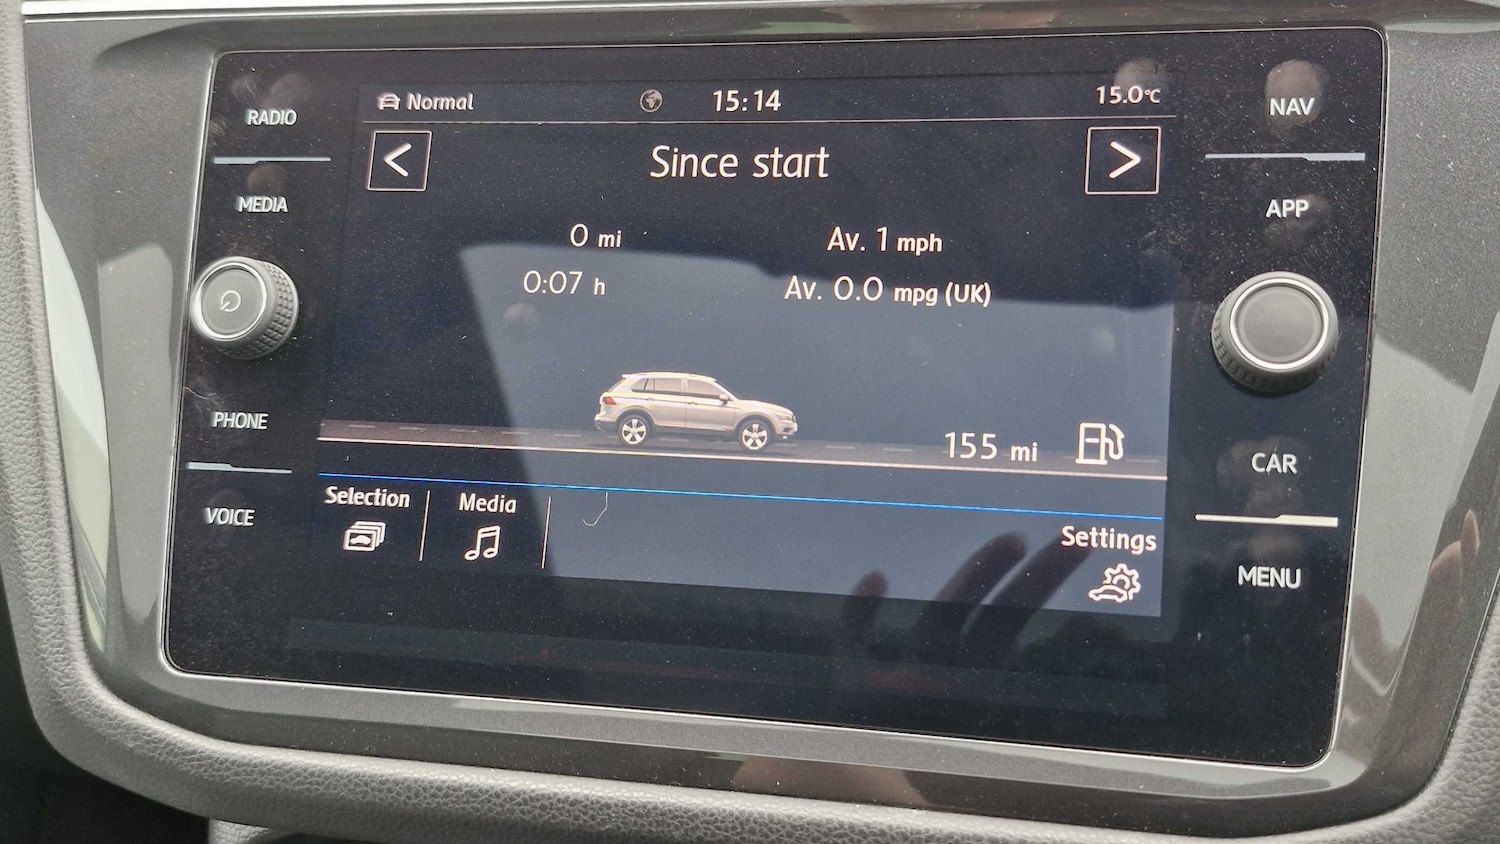 RADIO
MEDIA
PHONE
VOICE
Normal
15:14
15.0°C
<
Since start
>
0 mi
Av. 1 mph
0:07 h
Av. 0.0 mpg (UK)
155 mi
Selection
Media
Settings
NAV
APP
CAR
MENU